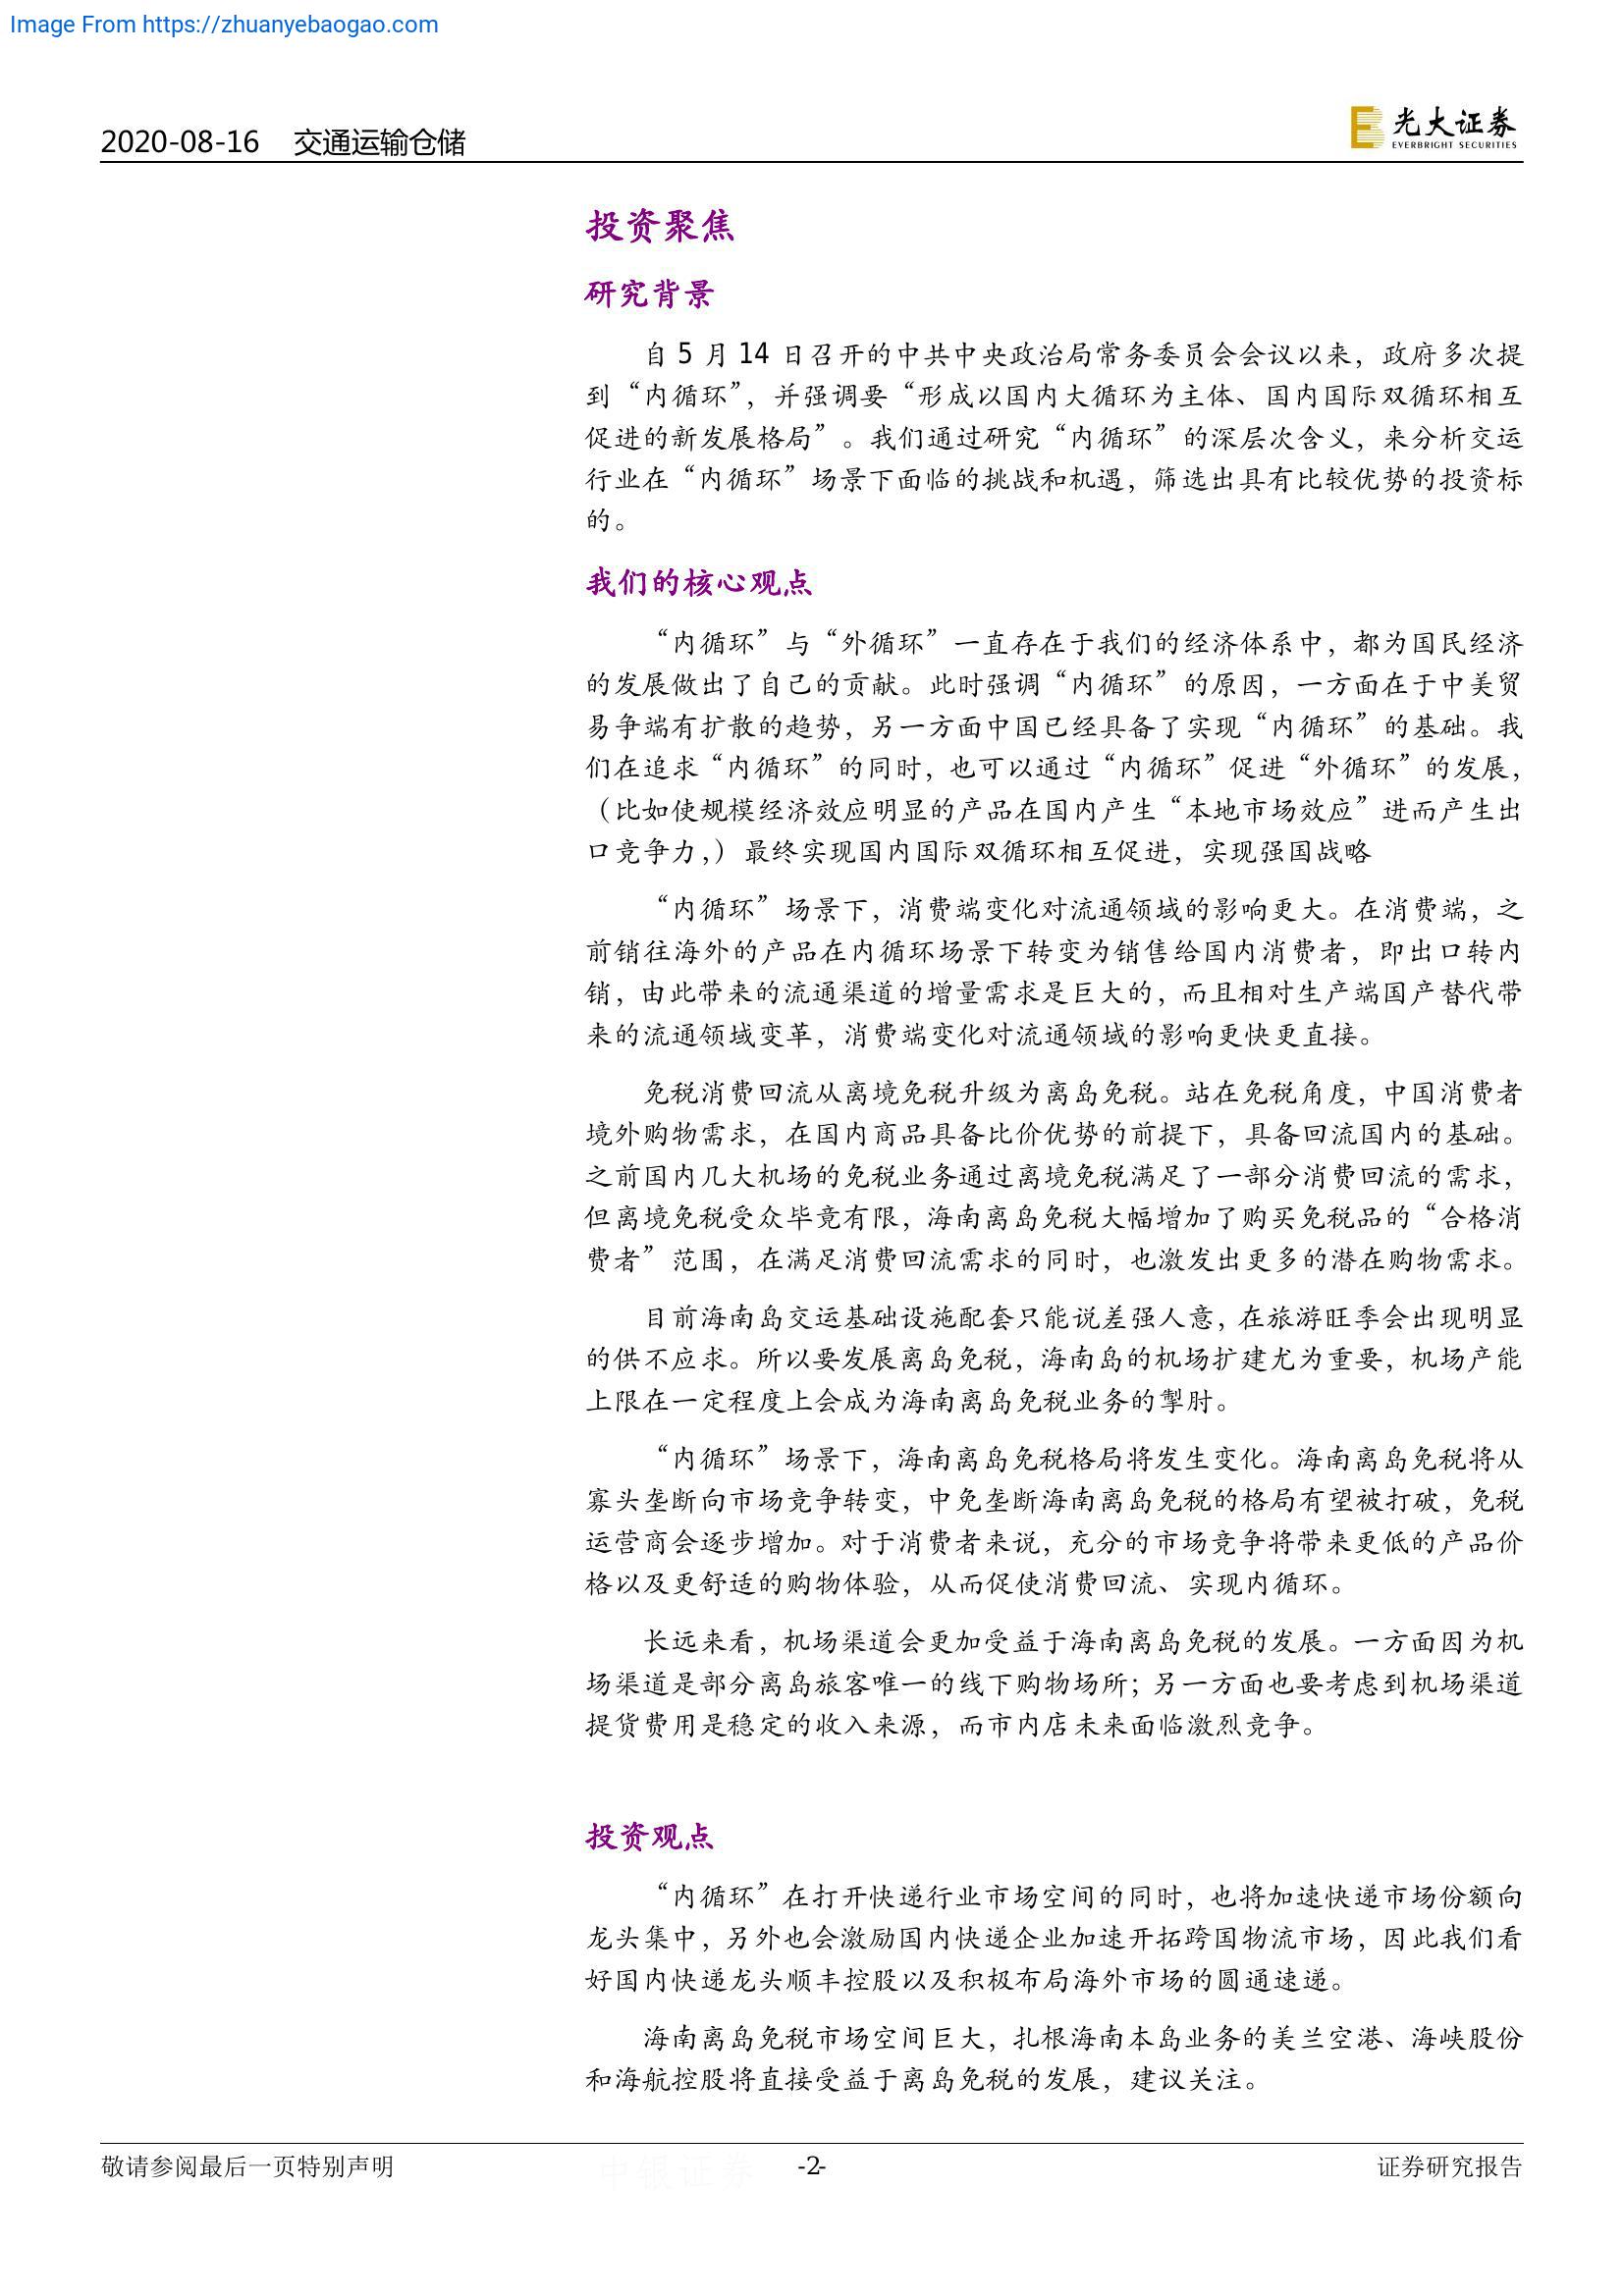 Image From https://zhuanyebaogao.com
2020-08-16 交通运输仓储
光大证券
EVERBRIGHT SECURITIES
投资聚焦
研究背景
自 5 月 14 日召开的中共中央政治局常务委员会会议以来，政府多次提
到“内循环”，并强调要“形成以国内大循环为主体、国内国际双循环相互
促进的新发展格局”。我们通过研究“内循环”的深层次含义，来分析交运
行业在“内循环”场景下面临的挑战和机遇，筛选出具有比较优势的投资标
的。
我们的核心观点
“内循环”与“外循环”一直存在于我们的经济体系中，都为国民经济
的发展做出了自己的贡献。此时强调“内循环”的原因，一方面在于中美贸
易争端有扩散的趋势，另一方面中国已经具备了实现“内循环”的基础。我
们在追求“内循环”的同时，也可以通过“内循环”促进“外循环”的发展，
（比如使规模经济效应明显的产品在国内产生“本地市场效应”进而产生出
口竞争力，）最终实现国内国际双循环相互促进，实现强国战略
“内循环”场景下，消费端变化对流通领域的影响更大。在消费端，之
前销往海外的产品在内循环场景下转变为销售给国内消费者，即出口转内
销，由此带来的流通渠道的增量需求是巨大的，而且相对生产端国产替代带
来的流通领域变革，消费端变化对流通领域的影响更快更直接。
免税消费回流从离境免税升级为离岛免税。站在免税角度，中国消费者
境外购物需求，在国内商品具备比价优势的前提下，具备回流国内的基础。
之前国内几大机场的免税业务通过离境免税满足了一部分消费回流的需求，
但离境免税受众毕竟有限，海南离岛免税大幅增加了购买免税品的“合格消
费者”范围，在满足消费回流需求的同时，也激发出更多的潜在购物需求。
目前海南岛交运基础设施配套只能说差强人意，在旅游旺季会出现明显
的供不应求。所以要发展离岛免税，海南岛的机场扩建尤为重要，机场产能
上限在一定程度上会成为海南离岛免税业务的掣肘。
“内循环”场景下，海南离岛免税格局将发生变化。海南离岛免税将从
寡头垄断向市场竞争转变，中免垄断海南离岛免税的格局有望被打破，免税
运营商会逐步增加。对于消费者来说，充分的市场竞争将带来更低的产品价
格以及更舒适的购物体验，从而促使消费回流、实现内循环。
长远来看，机场渠道会更加受益于海南离岛免税的发展。一方面因为机
场渠道是部分离岛旅客唯一的线下购物场所；另一方面也要考虑到机场渠道
提货费用是稳定的收入来源，而市内店未来面临激烈竞争。
投资观点
“内循环”在打开快递行业市场空间的同时，也将加速快递市场份额向
龙头集中，另外也会激励国内快递企业加速开拓跨国物流市场，因此我们看
好国内快递龙头顺丰控股以及积极布局海外市场的圆通速递。
海南离岛免税市场空间巨大，扎根海南本岛业务的美兰空港、海峡股份
和海航控股将直接受益于离岛免税的发展，建议关注。
敬请参阅最后一页特别声明
中银证券
-2-
证券研究报告